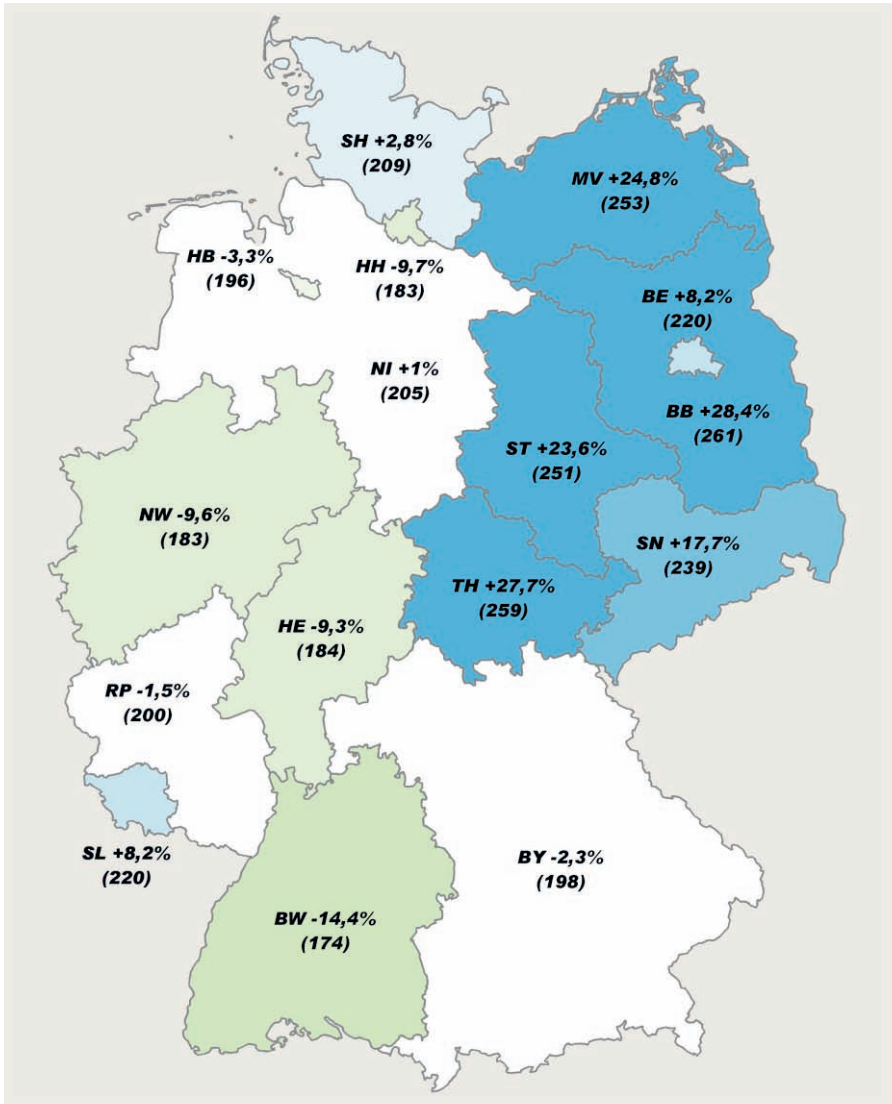 SH +2,8%
(209)
MV +24,8%
(253)
HB -3,3%
(196)
HH -9,7%
(183)
BE +8,2%
(220)
NI +1%
(205)
BB +28,4%
(261)
ST +23,6%
(251)
NW -9,6%
(183)
SN +17,7%
(239)
TH +27,7%
(259)
HE -9,3%
(184)
RP -1,5%
(200)
SL +8,2%
(220)
BY -2,3%
(198)
BW -14,4%
(174)